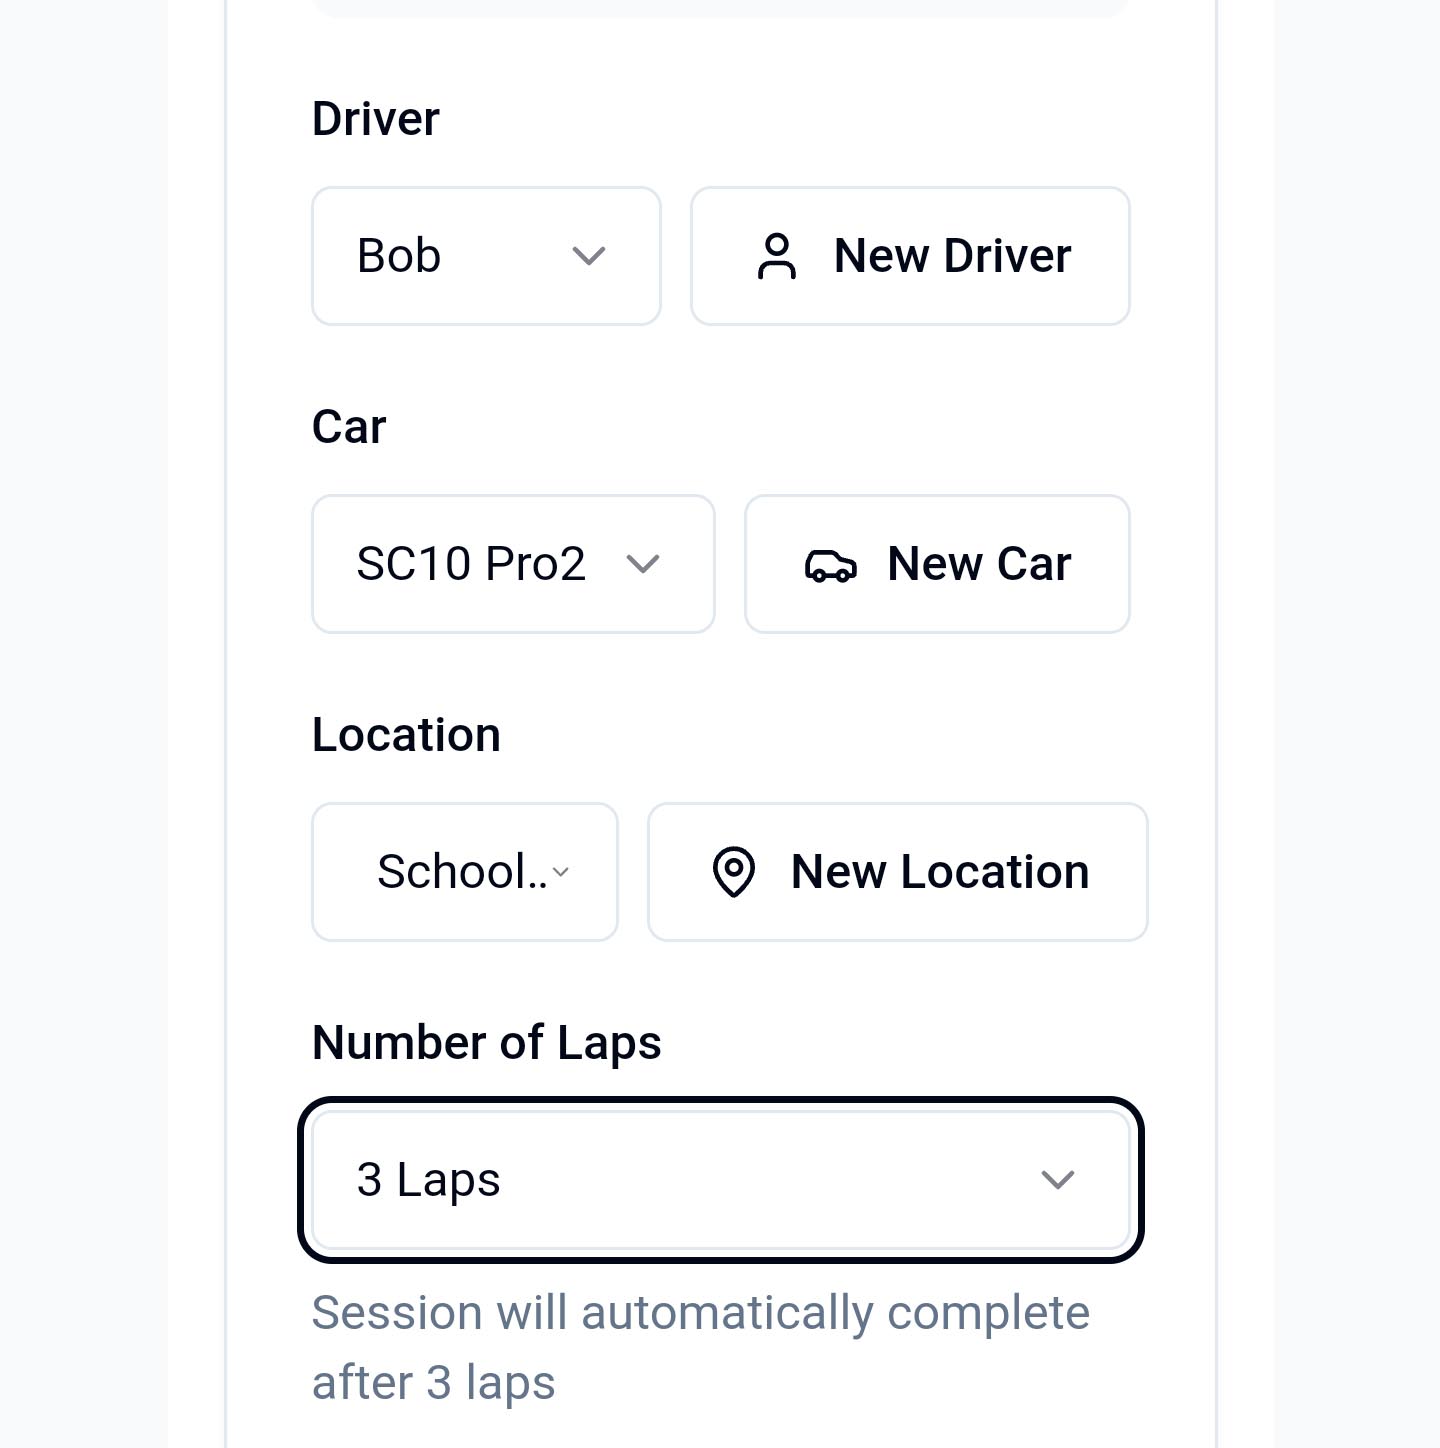 Driver
Bob
New Driver
Car
SC10 Pro2
New Car
Location
School..
New Location
Number of Laps
3 Laps
Session will automatically complete
after 3 laps